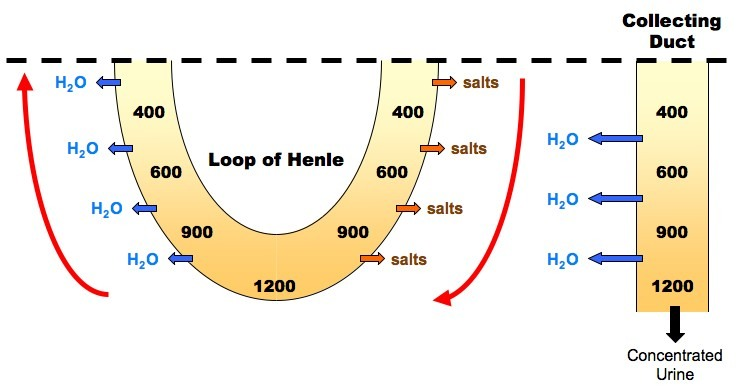 Collecting
Duct
H₂O
400
400
salts
400
H₂O
Loop of Henle
salts
H₂O
600
600
600
H₂O
salts
H₂O
900
900
900
H₂O
salts
H₂O
1200
1200
Concentrated
Urine